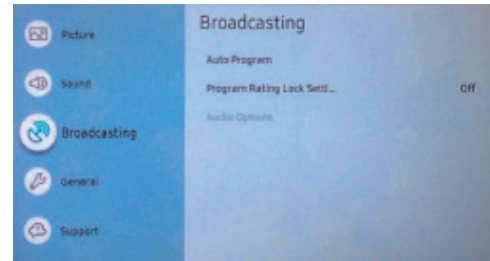 Picture
Sound
Broadcasting
General
Support
Broadcasting
Auto Program
Program Rating Lock Setti... Off
Audio Options